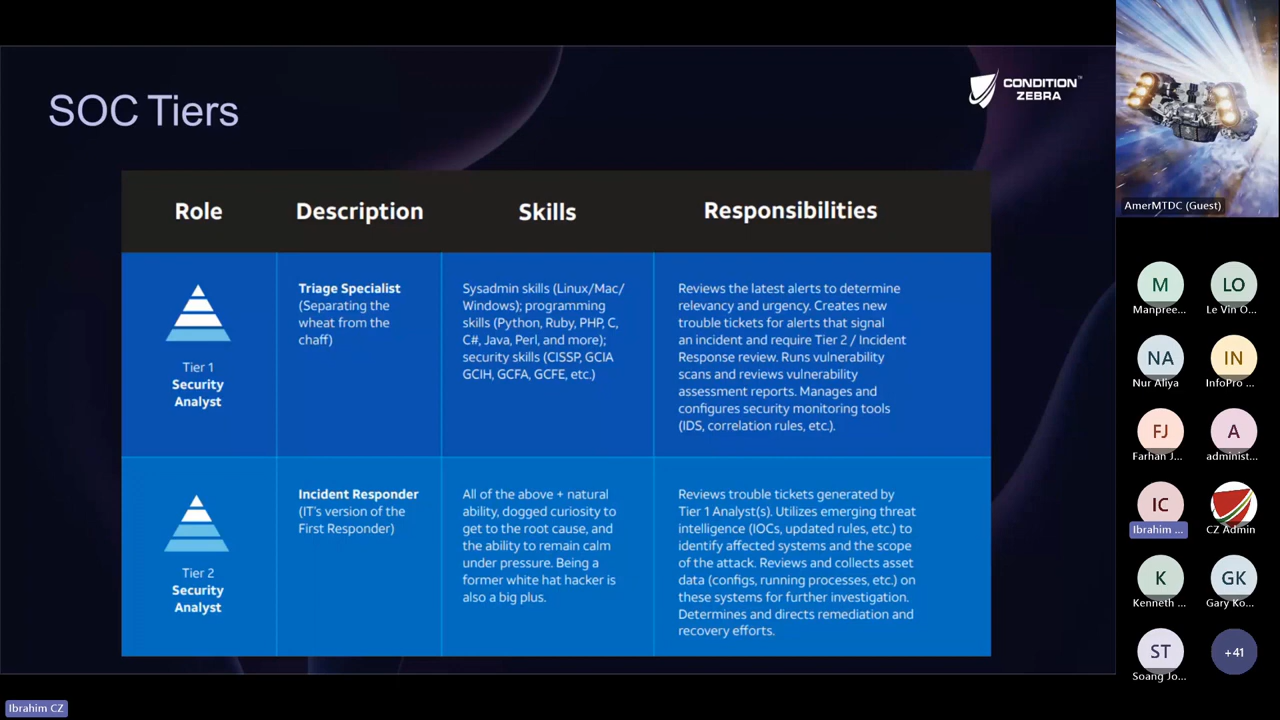 SOC Tiers
CONDITION
ZEBRA™
Role
Description
Skills
Responsibilities
Tier 1
Security
Analyst
Triage Specialist
(Separating the
wheat from the
chaff)
Sysadmin skills (Linux/Mac/
Windows); programming
skills (Python, Ruby, PHP, C,
C#, Java, Perl, and more);
security skills (CISSP, GCIA
GCIH, GCFA, GCFE, etc.)
Reviews the latest alerts to determine
relevancy and urgency. Creates new
trouble tickets for alerts that signal
an incident and require Tier 2 / Incident
Response review. Runs vulnerability
scans and reviews vulnerability
assessment reports. Manages and
configures security monitoring tools
(IDS, correlation rules, etc.).
Tier 2
Security
Analyst
Incident Responder
(IT's version of the
First Responder)
All of the above + natural
ability, dogged curiosity to
get to the root cause, and
the ability to remain calm
under pressure. Being a
former white hat hacker is
also a big plus.
Reviews trouble tickets generated by
Tier 1 Analyst(s). Utilizes emerging threat
intelligence (IOCs, updated rules, etc.) to
identify affected systems and the scope
of the attack. Reviews and collects asset
data (configs, running processes, etc.) on
these systems for further investigation.
Determines and directs remediation and
recovery efforts.
AmerMTDC (Guest)
M
LO
Manpree...
Le Vin O...
NA
IN
Nur Aliya
InfoPro ...
FJ
A
Farhan J...
administ...
IC
Ibrahim ...
CZ Admin
K
GK
Kenneth ...
Gary Ko...
ST
+41
Soang Jo...
Ibrahim CZ